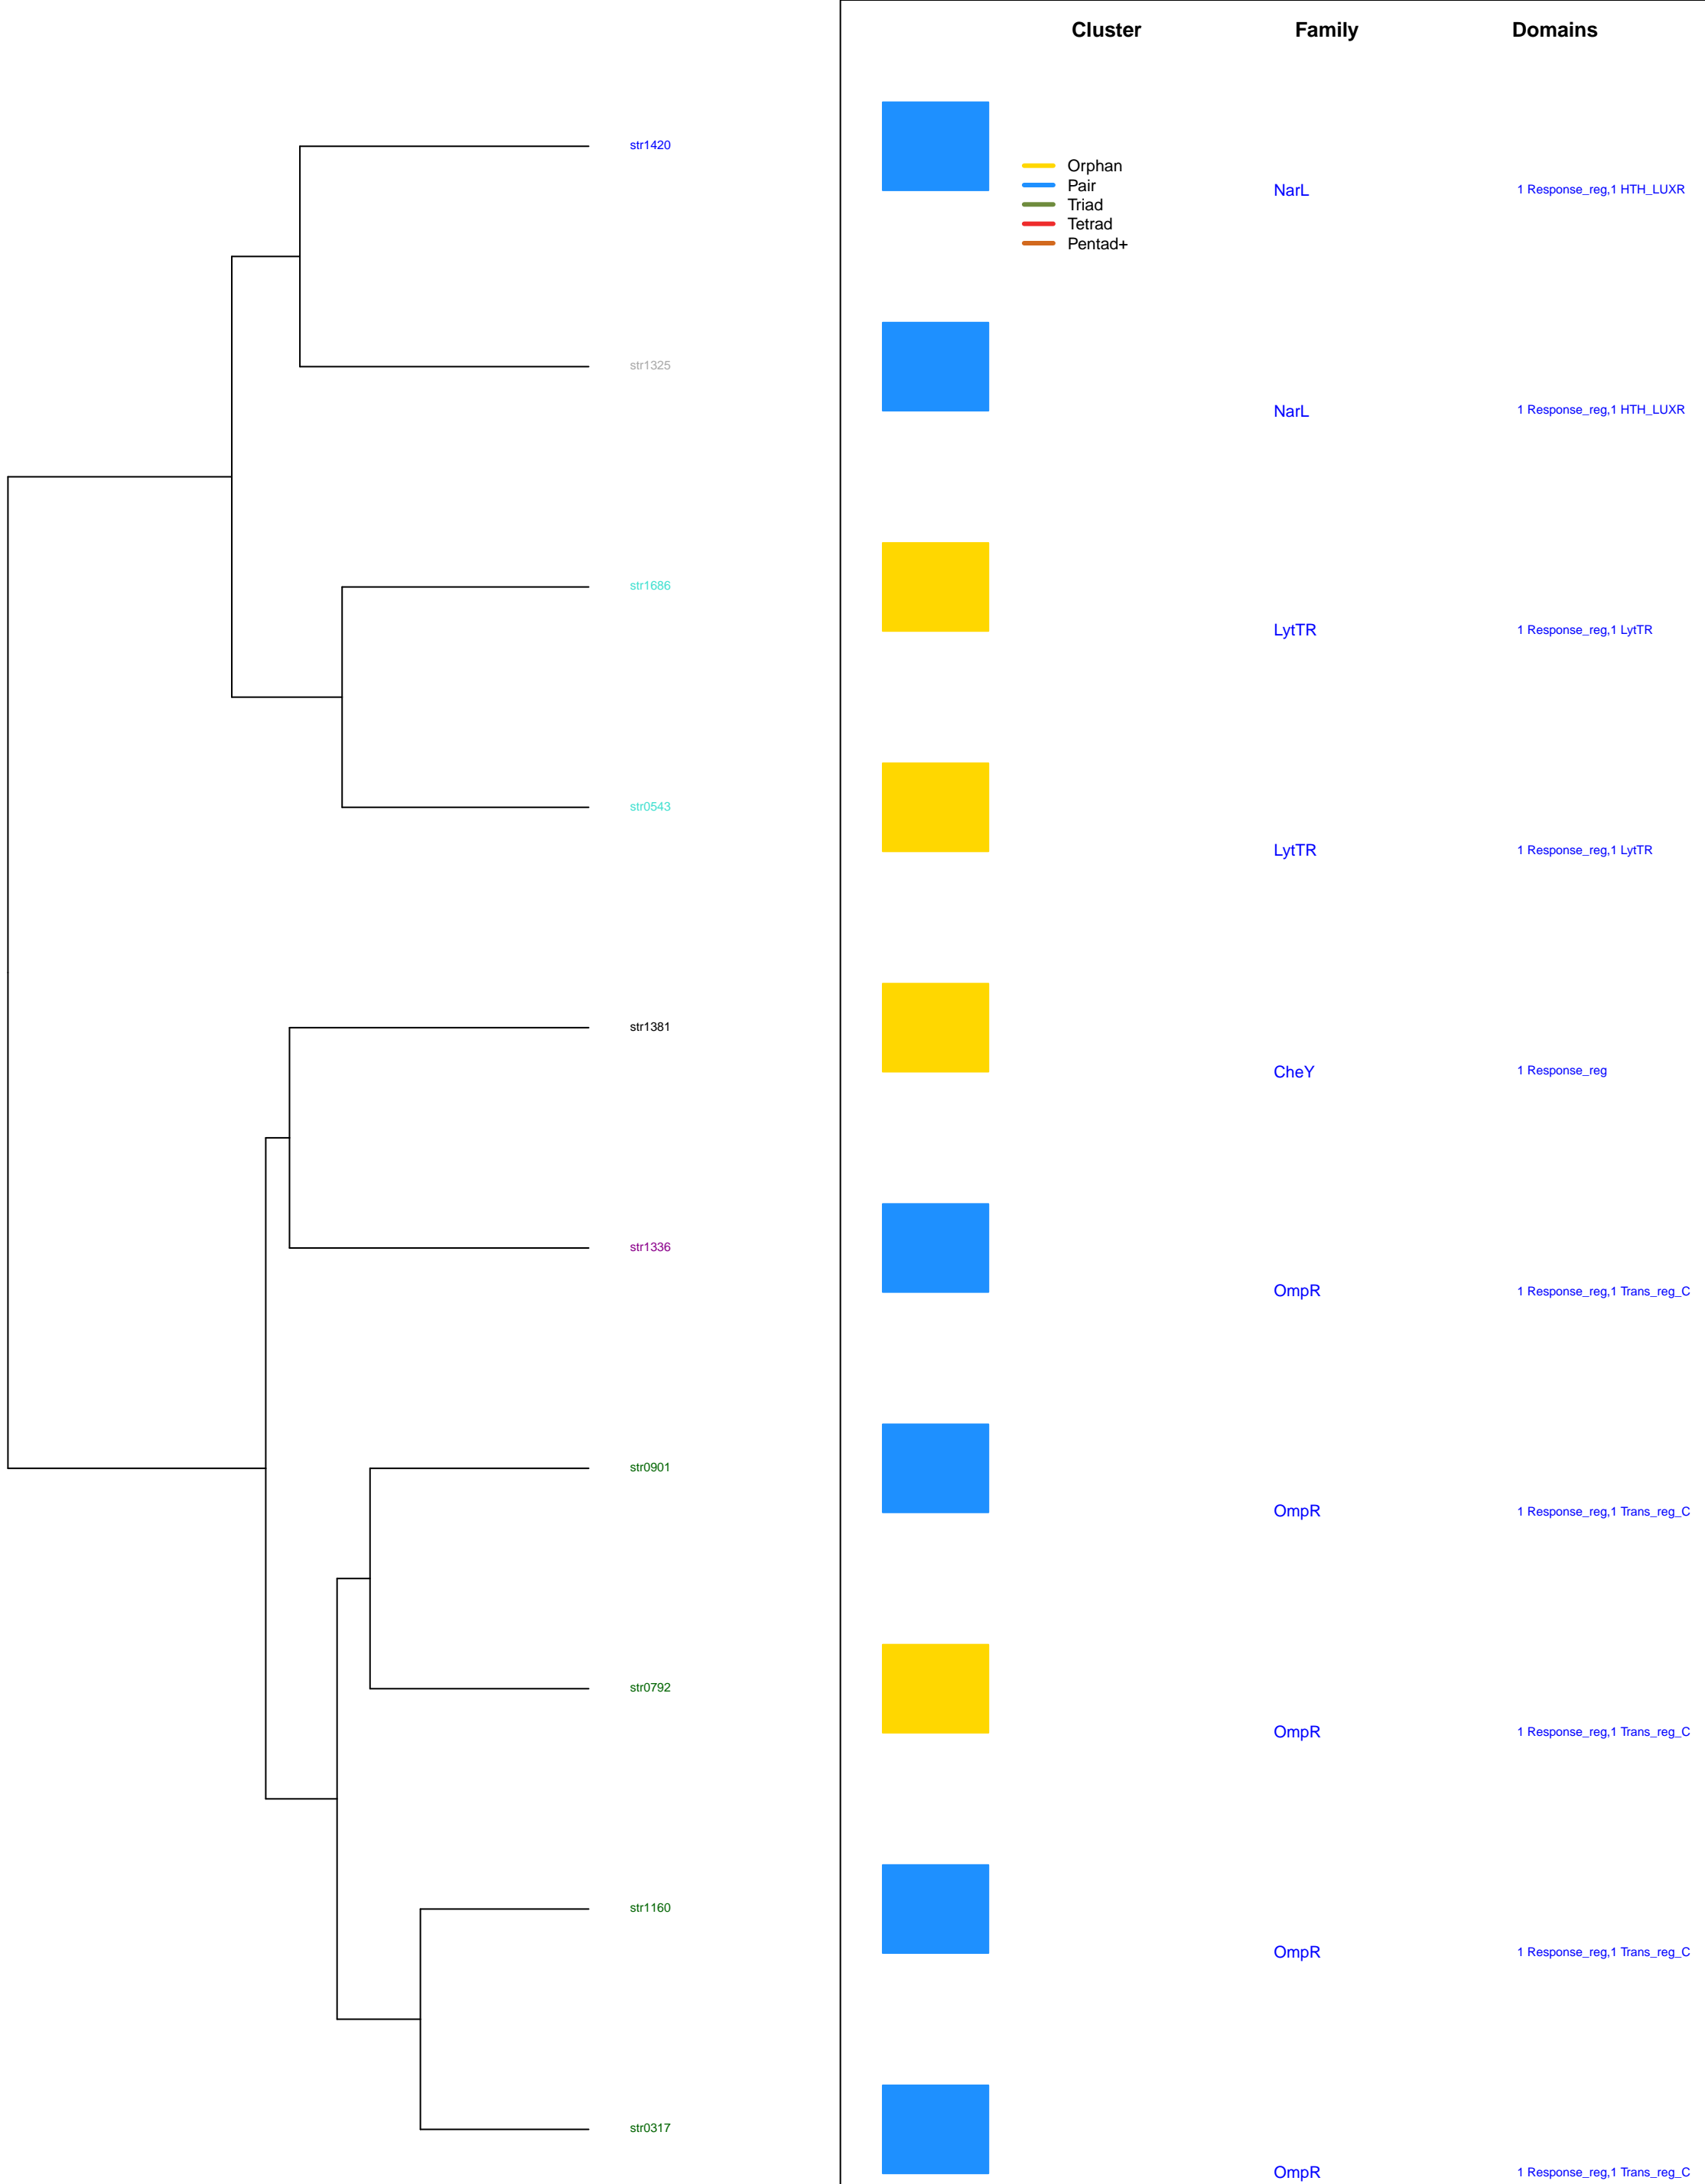 Cluster Family Domains
str1420
Orphan
Pair
Triad
Tetrad
Pentad+
NarL 1 Response_reg,1 HTH_LUXR
str1325
NarL 1 Response_reg,1 HTH_LUXR
str1686
LytTR 1 Response_reg,1 LytTR
str0543
LytTR 1 Response_reg,1 LytTR
str1381
CheY 1 Response_reg
str1336
OmpR 1 Response_reg,1 Trans_reg_C
str0901
OmpR 1 Response_reg,1 Trans_reg_C
str0792
OmpR 1 Response_reg,1 Trans_reg_C
str1160
OmpR 1 Response_reg,1 Trans_reg_C
str0317
OmpR 1 Response_reg,1 Trans_reg_C